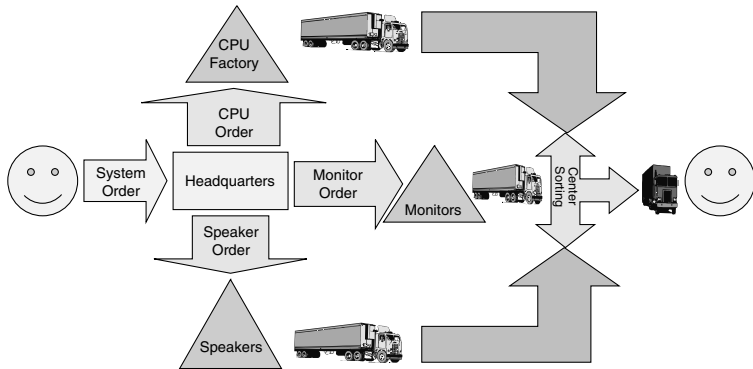 CPU
Factory
CPU
Order
System
Order
Headquarters
Monitor
Order
Monitors
Center
Sorting
Speaker
Order
Speakers